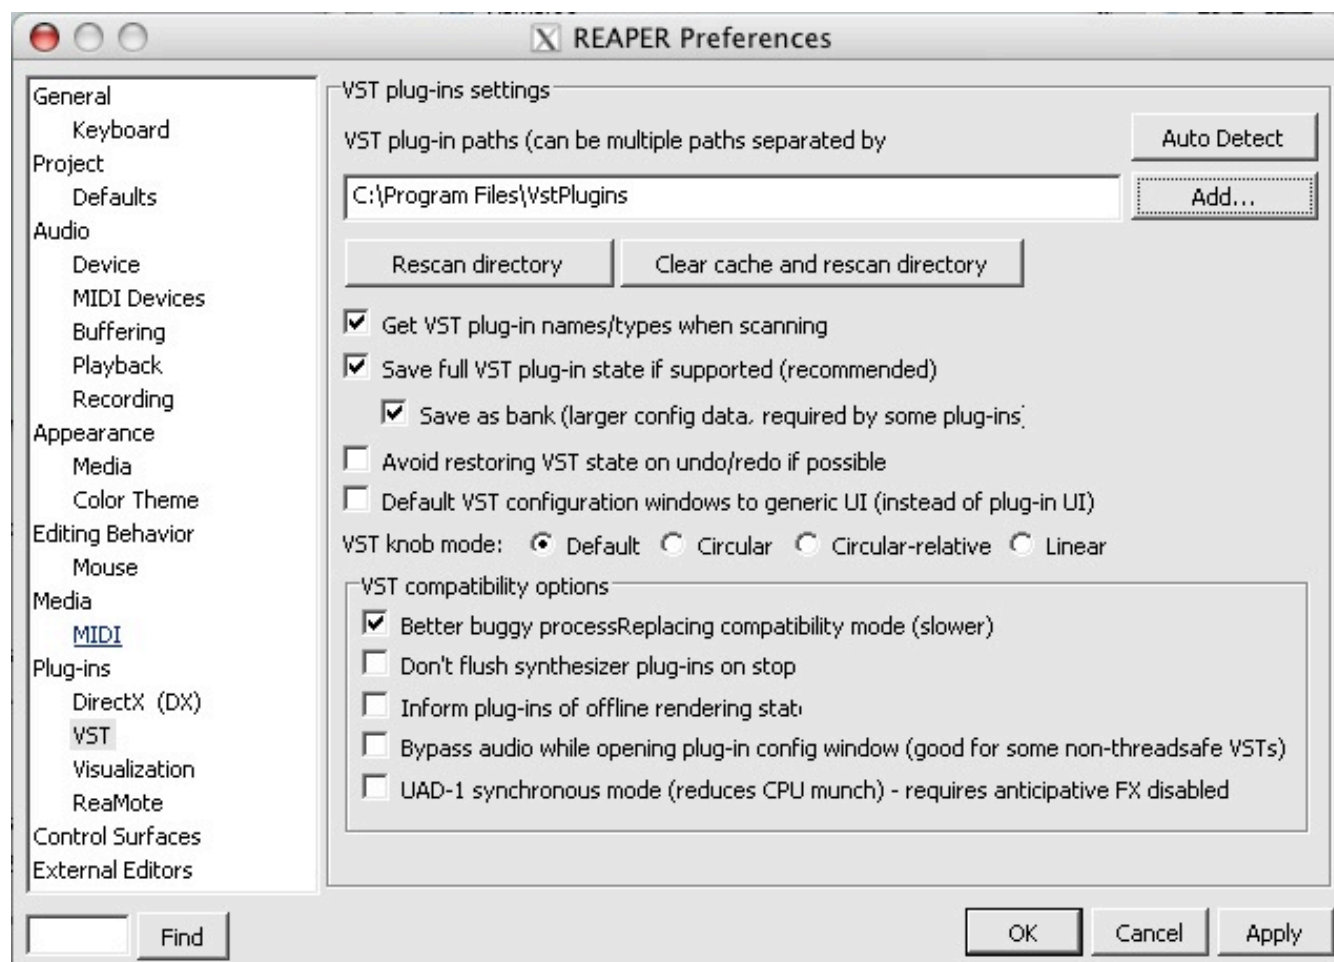 REAPER Preferences
General
Keyboard
Project
Defaults
Audio
Device
MIDI Devices
Buffering
Playback
Recording
Appearance
Media
Color Theme
Editing Behavior
Mouse
Media
MIDI
Plug-ins
DirectX (DX)
VST
Visualization
ReaMote
Control Surfaces
External Editors
Find
VST plug-ins settings
VST plug-in paths (can be multiple paths separated by
Auto Detect
C:\Program Files\VstPlugins
Add...
Rescan directory
Clear cache and rescan directory
Get VST plug-in names/types when scanning
Save full VST plug-in state if supported (recommended)
Save as bank (larger config data, required by some plug-ins)
Avoid restoring VST state on undo/redo if possible
Default VST configuration windows to generic UI (instead of plug-in UI)
VST knob mode: Default Circular Circular-relative Linear
VST compatibility options
Better buggy processReplacing compatibility mode (slower)
Don't flush synthesizer plug-ins on stop
Inform plug-ins of offline rendering state
Bypass audio while opening plug-in config window (good for some non-threadsafe VSTs)
UAD-1 synchronous mode (reduces CPU munch) - requires anticipative FX disabled
OK
Cancel
Apply